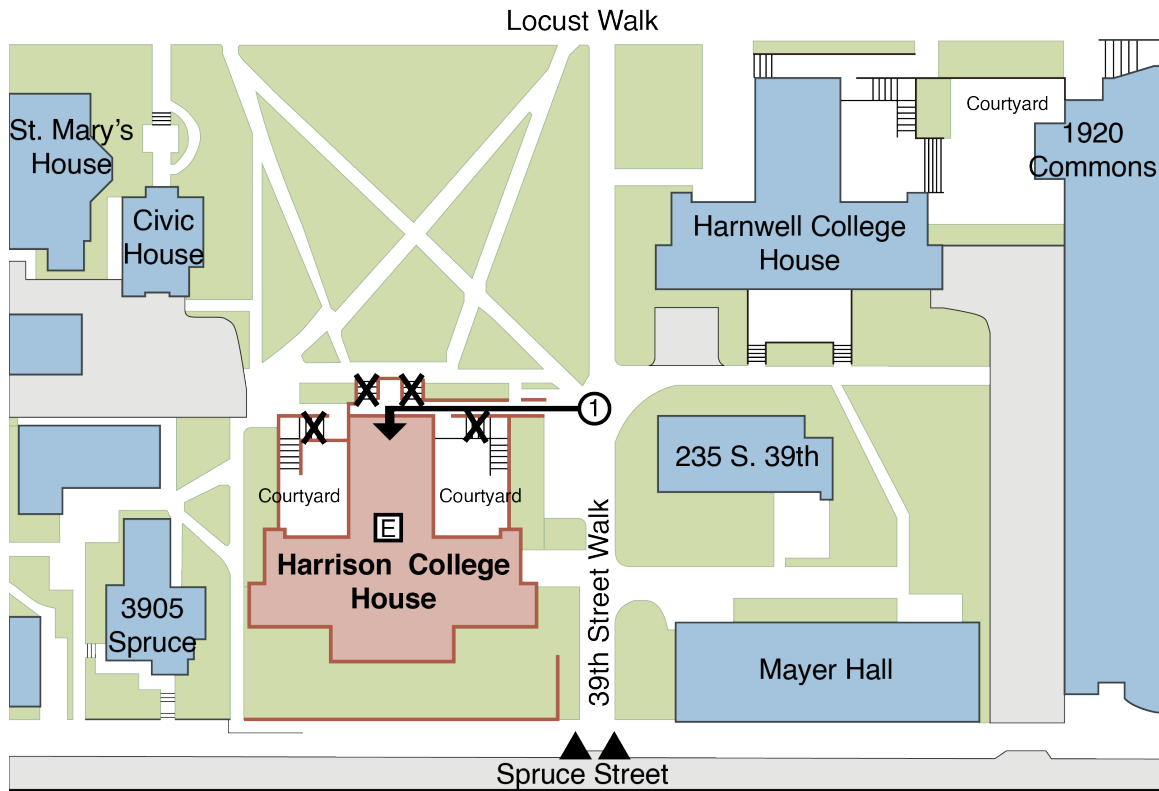 Locust Walk
Courtyard
St. Mary's
House
1920
Commons
Civic
House
Harnwell College
House
1
235 S. 39th
Courtyard
Courtyard
E
Harrison College
House
39th Street Walk
3905
Spruce
Mayer Hall
Spruce Street